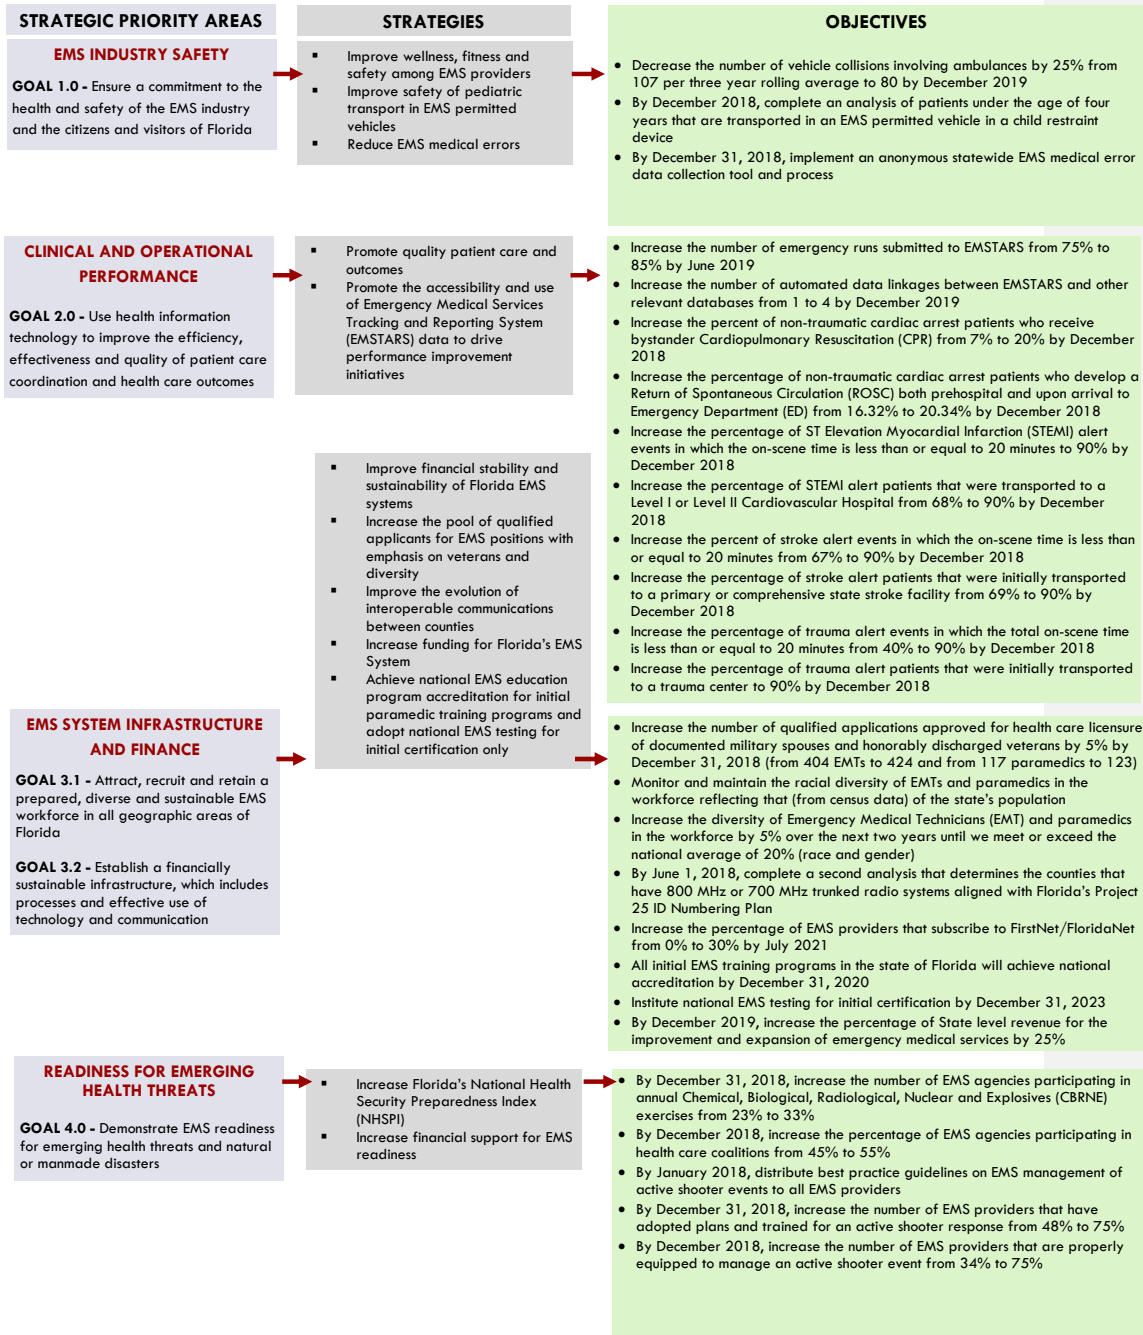 STRATEGIC PRIORITY AREAS
STRATEGIES
OBJECTIVES
EMS INDUSTRY SAFETY
GOAL 1.0 - Ensure a commitment to the
health and safety of the EMS industry
and the citizens and visitors of Florida
▪ Improve wellness, fitness and
safety among EMS providers
▪ Improve safety of pediatric
transport in EMS permitted
vehicles
▪ Reduce EMS medical errors
• Decrease the number of vehicle collisions involving ambulances by 25% from
107 per three year rolling average to 80 by December 2019
• By December 2018, complete an analysis of patients under the age of four
years that are transported in an EMS permitted vehicle in a child restraint
device
• By December 31, 2018, implement an anonymous statewide EMS medical error
data collection tool and process
CLINICAL AND OPERATIONAL
PERFORMANCE
GOAL 2.0 - Use health information
technology to improve the efficiency,
effectiveness and quality of patient care
coordination and health care outcomes
▪ Promote quality patient care and
outcomes
▪ Promote the accessibility and use
of Emergency Medical Services
Tracking and Reporting System
(EMSTARS) data to drive
performance improvement
initiatives
• Increase the number of emergency runs submitted to EMSTARS from 75% to
85% by June 2019
• Increase the number of automated data linkages between EMSTARS and other
relevant databases from 1 to 4 by December 2019
• Increase the percent of non-traumatic cardiac arrest patients who receive
bystander Cardiopulmonary Resuscitation (CPR) from 7% to 20% by December
2018
• Increase the percentage of non-traumatic cardiac arrest patients who develop a
Return of Spontaneous Circulation (ROSC) both prehospital and upon arrival to
Emergency Department (ED) from 16.32% to 20.34% by December 2018
• Increase the percentage of ST Elevation Myocardial Infarction (STEMI) alert
events in which the on-scene time is less than or equal to 20 minutes to 90% by
December 2018
• Increase the percentage of STEMI alert patients that were transported to a
Level I or Level II Cardiovascular Hospital from 68% to 90% by December
2018
• Increase the percent of stroke alert events in which the on-scene time is less than
or equal to 20 minutes from 67% to 90% by December 2018
• Increase the percentage of stroke alert patients that were initially transported
to a primary or comprehensive state stroke facility from 69% to 90% by
December 2018
• Increase the percentage of trauma alert events in which the total on-scene time
is less than or equal to 20 minutes from 40% to 90% by December 2018
• Increase the percentage of trauma alert patients that were initially transported
to a trauma center to 90% by December 2018
EMS SYSTEM INFRASTRUCTURE
AND FINANCE
GOAL 3.1 - Attract, recruit and retain a
prepared, diverse and sustainable EMS
workforce in all geographic areas of
Florida
GOAL 3.2 - Establish a financially
sustainable infrastructure, which includes
processes and effective use of
technology and communication
▪ Improve financial stability and
sustainability of Florida EMS
systems
▪ Increase the pool of qualified
applicants for EMS positions with
emphasis on veterans and
diversity
▪ Improve the evolution of
interoperable communications
between counties
▪ Increase funding for Florida's EMS
System
▪ Achieve national EMS education
program accreditation for initial
paramedic training programs and
adopt national EMS testing for
initial certification only
• Increase the number of qualified applications approved for health care licensure
of documented military spouses and honorably discharged veterans by 5% by
December 31, 2018 (from 404 EMTs to 424 and from 117 paramedics to 123)
• Monitor and maintain the racial diversity of EMTs and paramedics in the
workforce reflecting that (from census data) of the state's population
• Increase the diversity of Emergency Medical Technicians (EMT) and paramedics
in the workforce by 5% over the next two years until we meet or exceed the
national average of 20% (race and gender)
• By June 1, 2018, complete a second analysis that determines the counties that
have 800 MHz or 700 MHz trunked radio systems aligned with Florida's Project
25 ID Numbering Plan
• Increase the percentage of EMS providers that subscribe to FirstNet/FloridaNet
from 0% to 30% by July 2021
• All initial EMS training programs in the state of Florida will achieve national
accreditation by December 31, 2020
• Institute national EMS testing for initial certification by December 31, 2023
• By December 2019, increase the percentage of State level revenue for the
improvement and expansion of emergency medical services by 25%
READINESS FOR EMERGING
HEALTH THREATS
GOAL 4.0 - Demonstrate EMS readiness
for emerging health threats and natural
or manmade disasters
▪ Increase Florida's National Health
Security Preparedness Index
(NHSPI)
▪ Increase financial support for EMS
readiness
• By December 31, 2018, increase the number of EMS agencies participating in
annual Chemical, Biological, Radiological, Nuclear and Explosives (CBRNE)
exercises from 23% to 33%
• By December 2018, increase the percentage of EMS agencies participating in
health care coalitions from 45% to 55%
• By January 2018, distribute best practice guidelines on EMS management of
active shooter events to all EMS providers
• By December 31, 2018, increase the number of EMS providers that have
adopted plans and trained for an active shooter response from 48% to 75%
• By December 2018, increase the number of EMS providers that are properly
equipped to manage an active shooter event from 34% to 75%